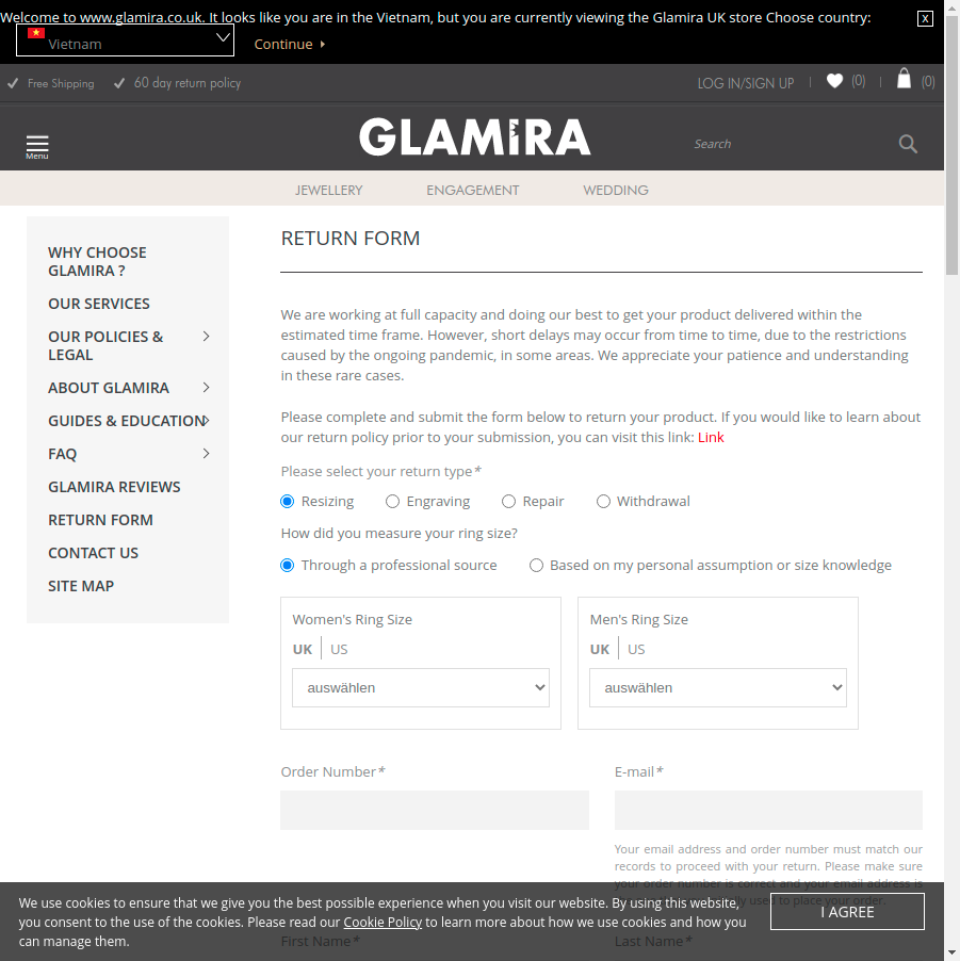 Welcome to www.glamira.co.uk. It looks like you are in the Vietnam, but you are currently viewing the Glamira UK store Choose country:
X
Vietnam
Continue
Free Shipping
60 day return policy
LOG IN/SIGN UP
(0)
(0)
Menu
GLAMIRA
Search
JEWELLERY
ENGAGEMENT
WEDDING
WHY CHOOSE
GLAMIRA ?
OUR SERVICES
OUR POLICIES &
LEGAL
ABOUT GLAMIRA
GUIDES & EDUCATION
FAQ
GLAMIRA REVIEWS
RETURN FORM
CONTACT US
SITE MAP
RETURN FORM
We are working at full capacity and doing our best to get your product delivered within the
estimated time frame. However, short delays may occur from time to time, due to the restrictions
caused by the ongoing pandemic, in some areas. We appreciate your patience and understanding
in these rare cases.
Please complete and submit the form below to return your product. If you would like to learn about
our return policy prior to your submission, you can visit this link: Link
Please select your return type*
Resizing
Engraving
Repair
Withdrawal
How did you measure your ring size?
Through a professional source
Based on my personal assumption or size knowledge
Women's Ring Size
UK
US
auswählen
Men's Ring Size
UK
US
auswählen
Order Number*
E-mail*
Your email address and order number must match our
records to proceed with your return. Please make sure
your order number is correct and your email address is
used to place your order.
We use cookies to ensure that we give you the best possible experience when you visit our website. By using this website,
you consent to the use of the cookies. Please read our Cookie Policy to learn more about how we use cookies and how you
can manage them.
I AGREE
First Name*
Last Name*